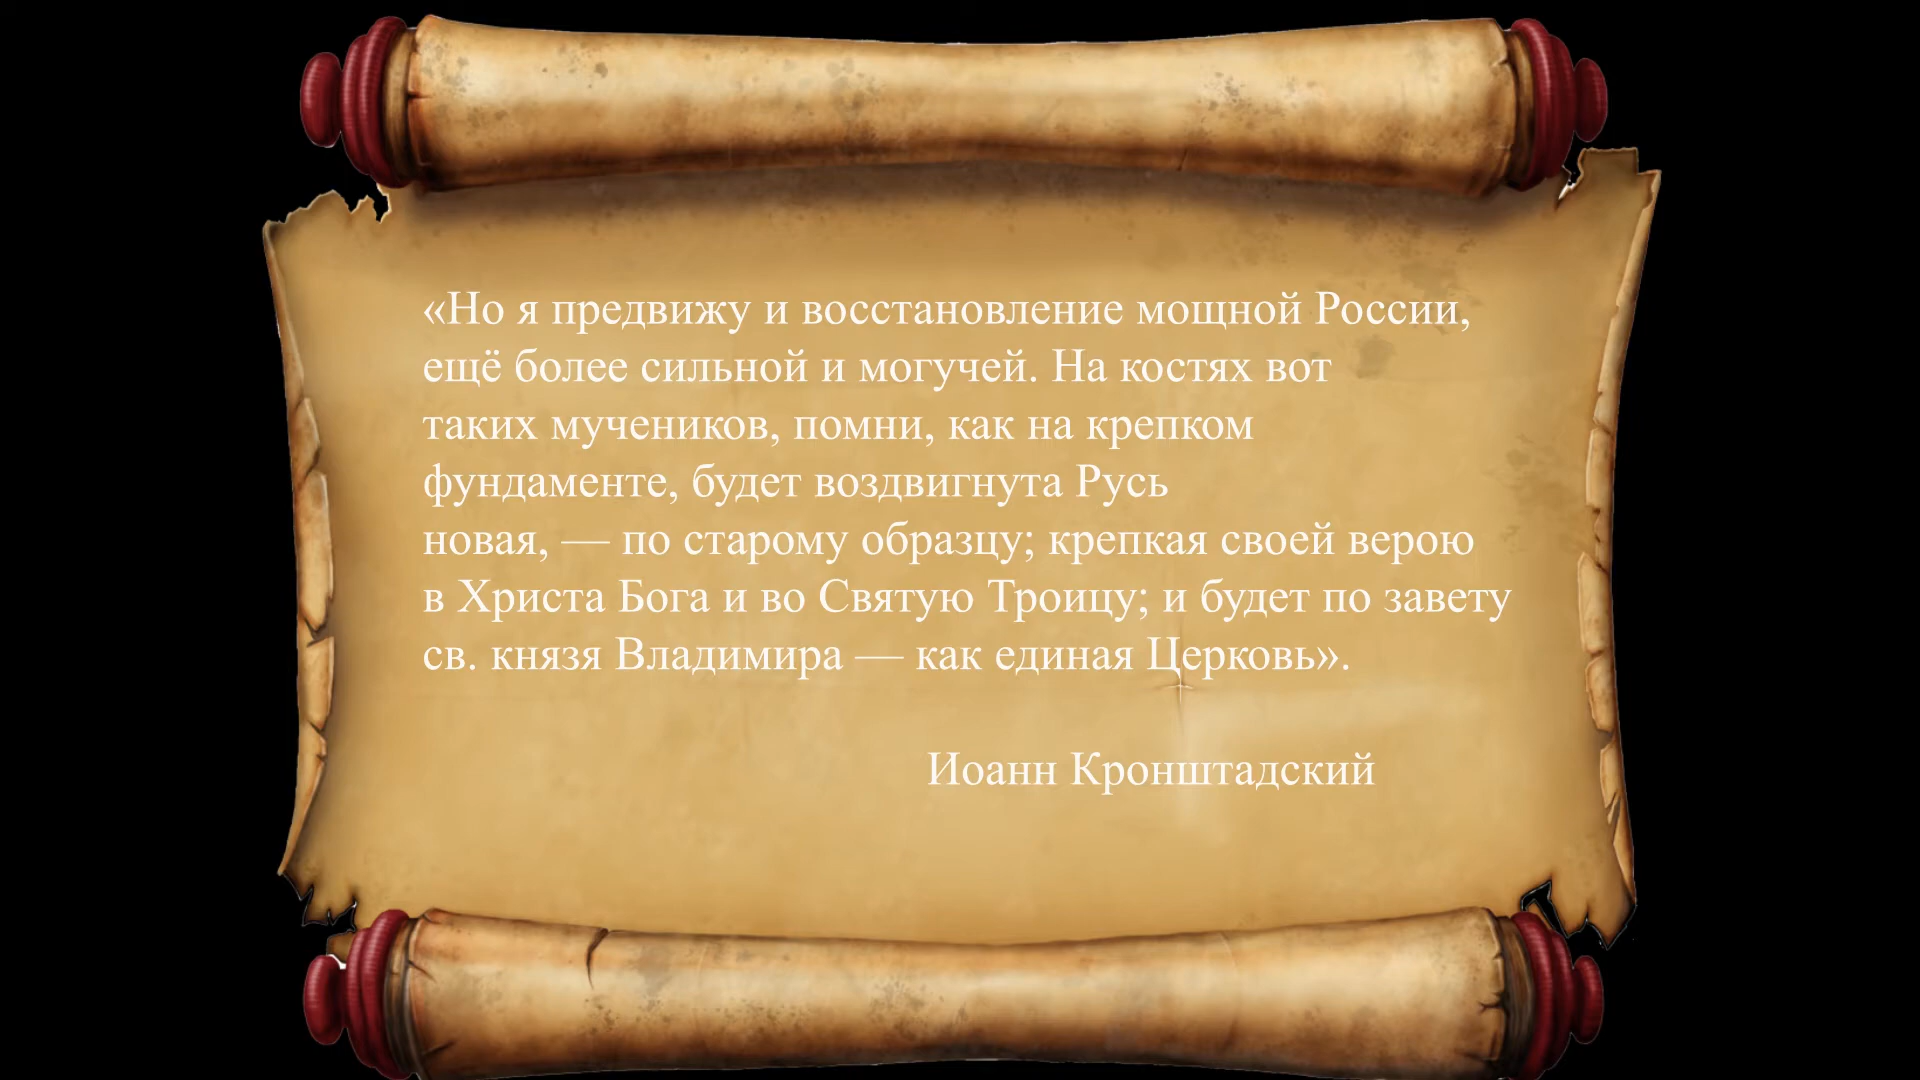 «Но я предвижу и восстановление мощной России,
ещё более сильной и могучей. На костях вот
таких мучеников, помни, как на крепком
фундаменте, будет воздвигнута Русь
новая, — по старому образцу; крепкая своей верою
в Христа Бога и во Святую Троицу; и будет по завету
св. князя Владимира — как единая Церковь».
Иоанн Кронштадский